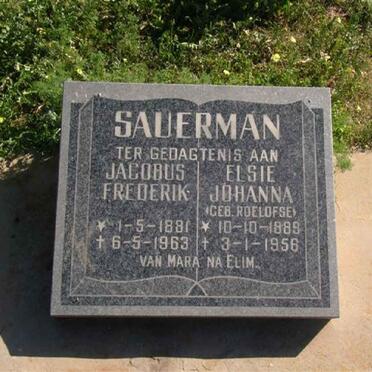 SAUERMAN
TER GEDAGTENIS AAN
JACOBUS FREDERIK
* 1-5-1881
† 6-5-1963
ELSIE JOHANNA
(GEB. ROELOFSE)
* 10-10-1889
† 3-1-1956
VAN MARA NA ELIM.